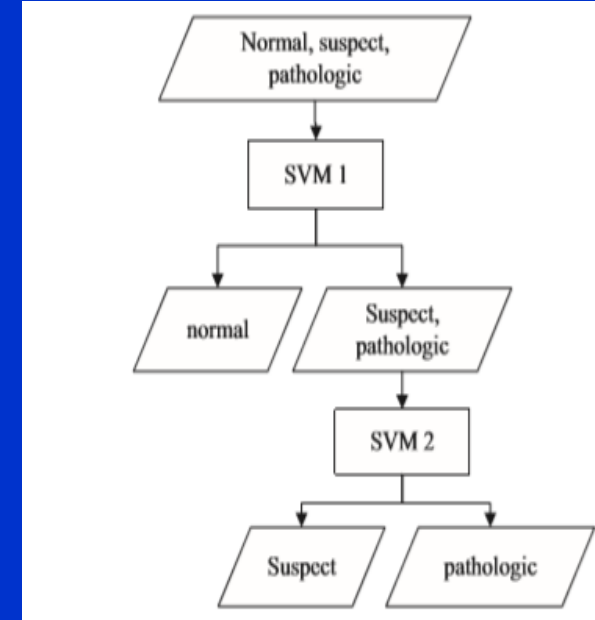 Normal, suspect,
pathologic
SVM 1
normal
Suspect,
pathologic
SVM 2
Suspect
pathologic